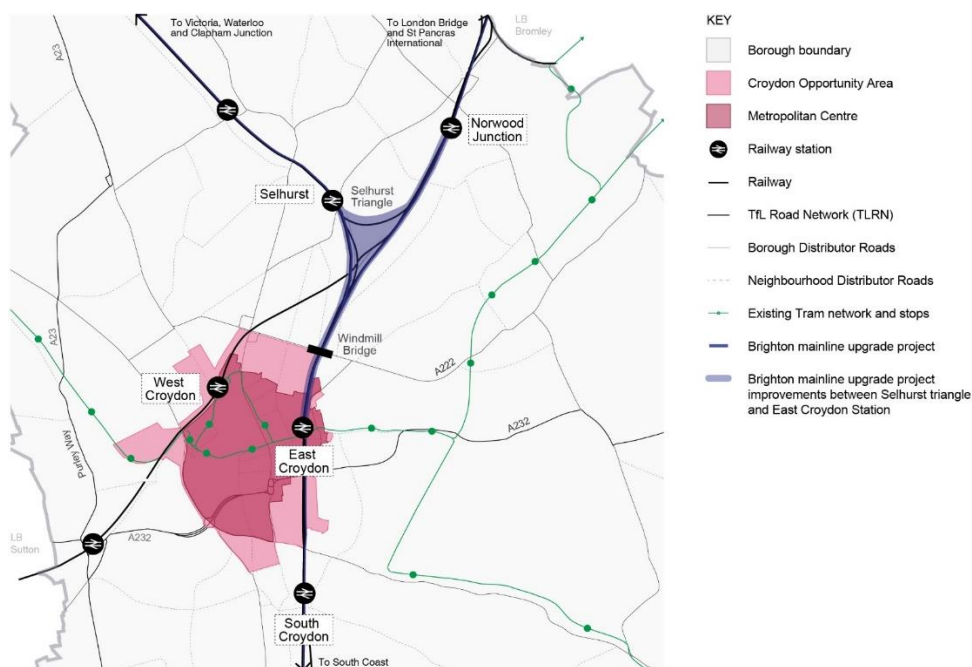 To Victoria, Waterloo
and Clapham Junction
To London Bridge
and St Pancras
International
LB
Bromley
A23
Norwood
Junction
Selhurst
Selhurst
Triangle
A23
Windmill
Bridge
A222
West
Croydon
A232
Purley Way
East
Croydon
LB
Sutton
A232
South
Croydon
To South Coast
KEY
Borough boundary
Croydon Opportunity Area
Metropolitan Centre
Railway station
Railway
TfL Road Network (TLRN)
Borough Distributor Roads
Neighbourhood Distributor Roads
Existing Tram network and stops
Brighton mainline upgrade project
Brighton mainline upgrade project
improvements between Selhurst triangle
and East Croydon Station